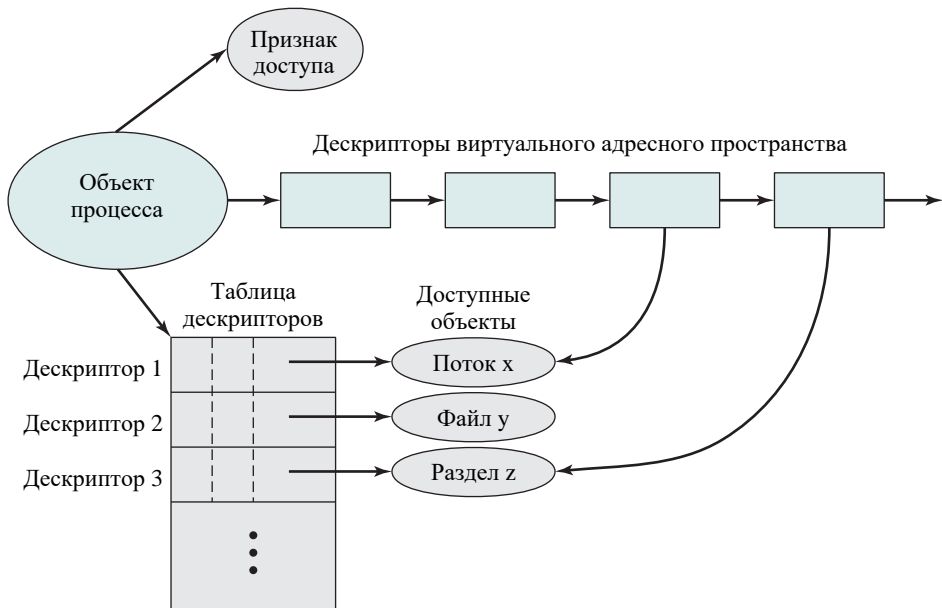 Признак
доступа
Дескрипторы виртуального адресного пространства
Объект
процесса
Таблица
дескрипторов
Доступные
объекты
Дескриптор 1
Поток x
Дескриптор 2
Файл y
Дескриптор 3
Раздел z